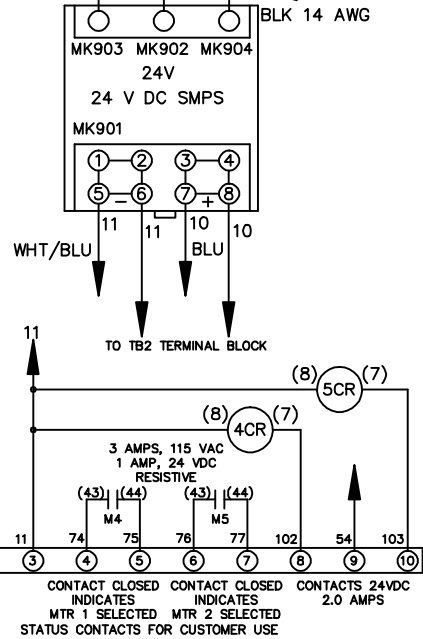 BLK 14 AWG
MK903 MK902 MK904
24V
24 V DC SMPS
MK901
1 2 3 4
5 - 6 7 + 8
11 11 10 10
WHT/BLU BLU
TO TB2 TERMINAL BLOCK
11
(8) 5CR (7)
(8) 4CR (7)
3 AMPS, 115 VAC
1 AMP, 24 VDC
RESISTIVE
(43) (44) (43) (44)
M4 M5
11 74 75 76 77 102 54 103
3 4 5 6 7 8 9 10
CONTACT CLOSED CONTACT CLOSED CONTACTS 24VDC
INDICATES INDICATES 2.0 AMPS
MTR 1 SELECTED MTR 2 SELECTED
STATUS CONTACTS FOR CUSTOMER USE